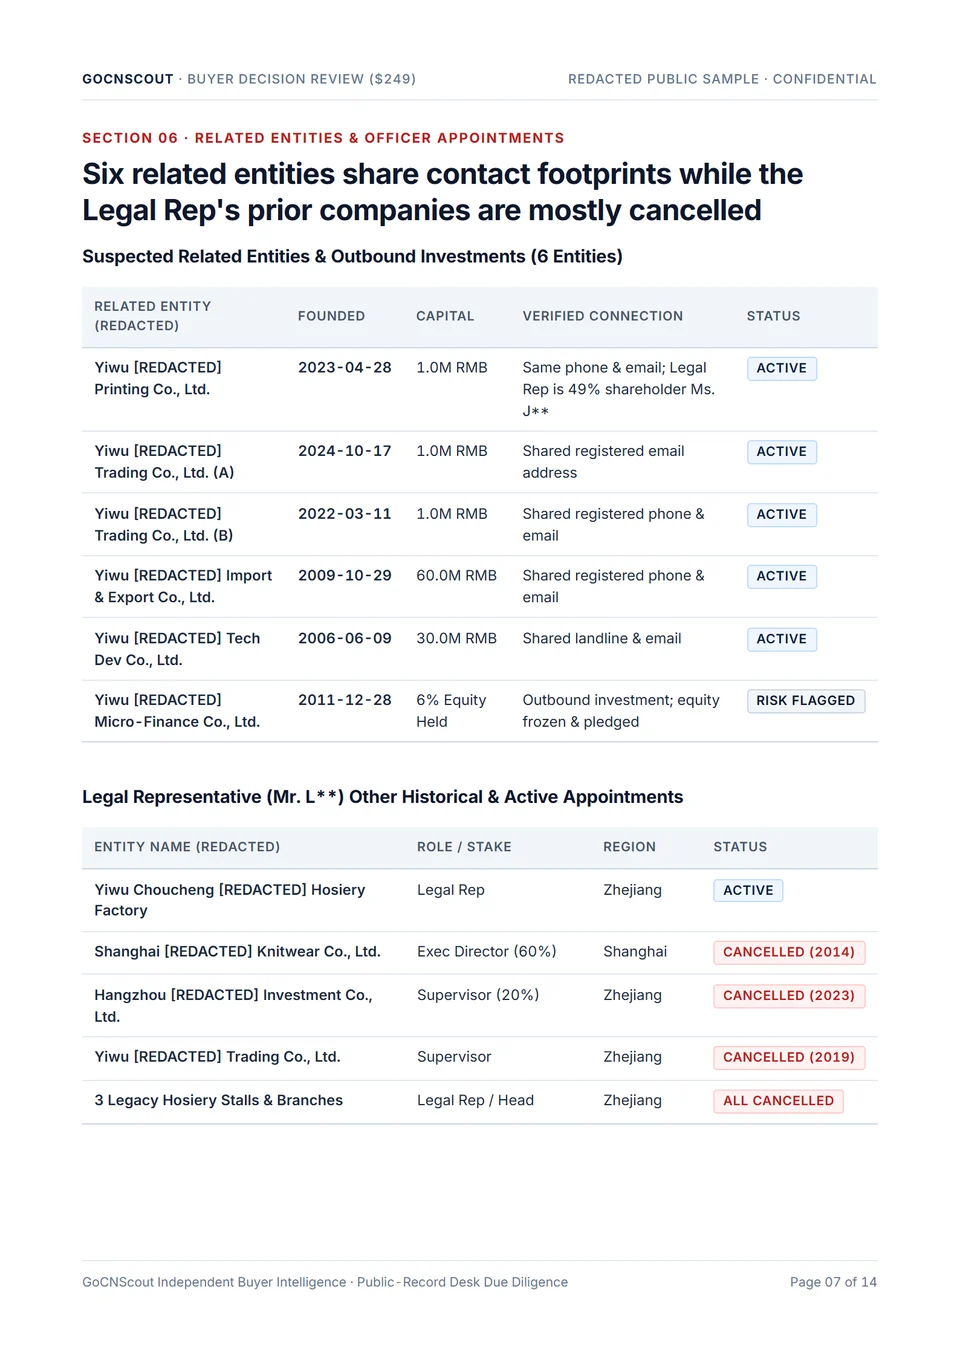 GOCNSCOUT · BUYER DECISION REVIEW ($249)
REDACTED PUBLIC SAMPLE · CONFIDENTIAL
SECTION 06 · RELATED ENTITIES & OFFICER APPOINTMENTS
Six related entities share contact footprints while the
Legal Rep's prior companies are mostly cancelled
Suspected Related Entities & Outbound Investments (6 Entities)
RELATED ENTITY
(REDACTED)
FOUNDED
CAPITAL
VERIFIED CONNECTION
STATUS
Yiwu [REDACTED]
Printing Co., Ltd.
2023-04-28
1.0M RMB
Same phone & email; Legal
Rep is 49% shareholder Ms.
J**
ACTIVE
Yiwu [REDACTED]
Trading Co., Ltd. (A)
2024-10-17
1.0M RMB
Shared registered email
address
ACTIVE
Yiwu [REDACTED]
Trading Co., Ltd. (B)
2022-03-11
1.0M RMB
Shared registered phone &
email
ACTIVE
Yiwu [REDACTED] Import
& Export Co., Ltd.
2009-10-29
60.0M RMB
Shared registered phone &
email
ACTIVE
Yiwu [REDACTED] Tech
Dev Co., Ltd.
2006-06-09
30.0M RMB
Shared landline & email
ACTIVE
Yiwu [REDACTED]
Micro-Finance Co., Ltd.
2011-12-28
6% Equity
Held
Outbound investment; equity
frozen & pledged
RISK FLAGGED
Legal Representative (Mr. L**) Other Historical & Active Appointments
ENTITY NAME (REDACTED)
ROLE / STAKE
REGION
STATUS
Yiwu Choucheng [REDACTED] Hosiery
Factory
Legal Rep
Zhejiang
ACTIVE
Shanghai [REDACTED] Knitwear Co., Ltd.
Exec Director (60%)
Shanghai
CANCELLED (2014)
Hangzhou [REDACTED] Investment Co.,
Ltd.
Supervisor (20%)
Zhejiang
CANCELLED (2023)
Yiwu [REDACTED] Trading Co., Ltd.
Supervisor
Zhejiang
CANCELLED (2019)
3 Legacy Hosiery Stalls & Branches
Legal Rep / Head
Zhejiang
ALL CANCELLED
GoCNScout Independent Buyer Intelligence · Public-Record Desk Due Diligence
Page 07 of 14